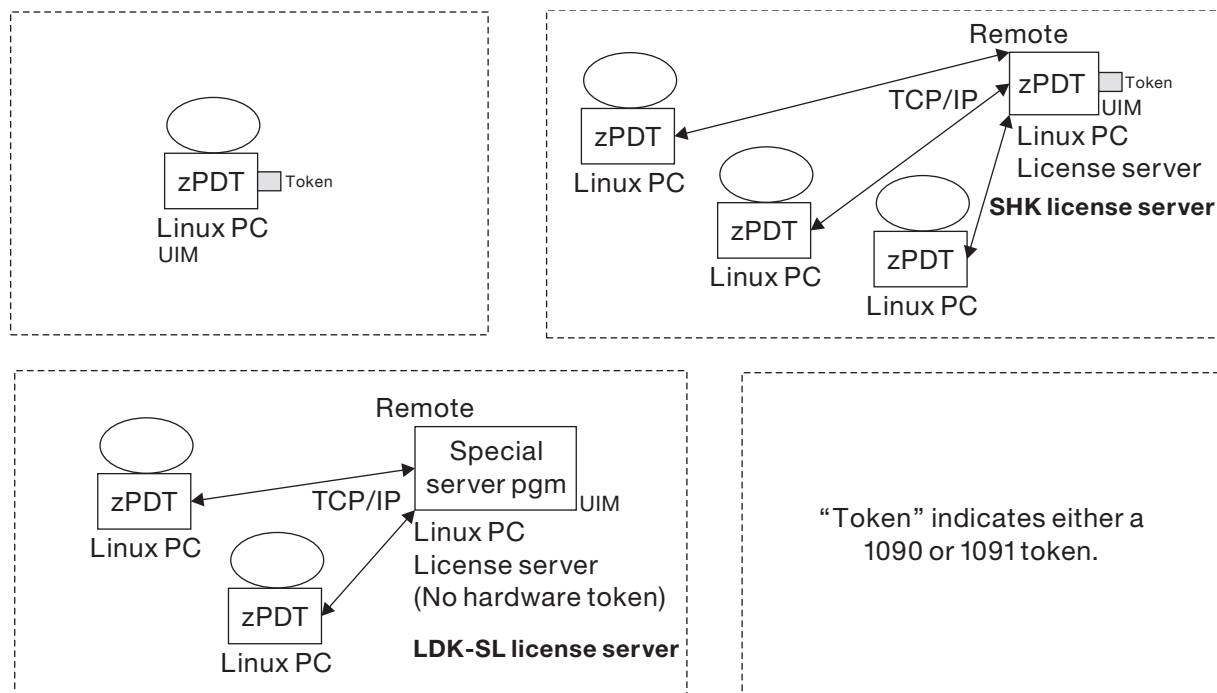 zPDT
Token
Linux PC
UIM
Remote
zPDT
Token
TCP/IP
UIM
zPDT
Linux PC
Linux PC
License server
SHK license server
zPDT
Linux PC
zPDT
Linux PC
Remote
Special
server pgm
UIM
zPDT
TCP/IP
Linux PC
Linux PC
License server
(No hardware token)
zPDT
Linux PC
LDK-SL license server
“Token” indicates either a
1090 or 1091 token.